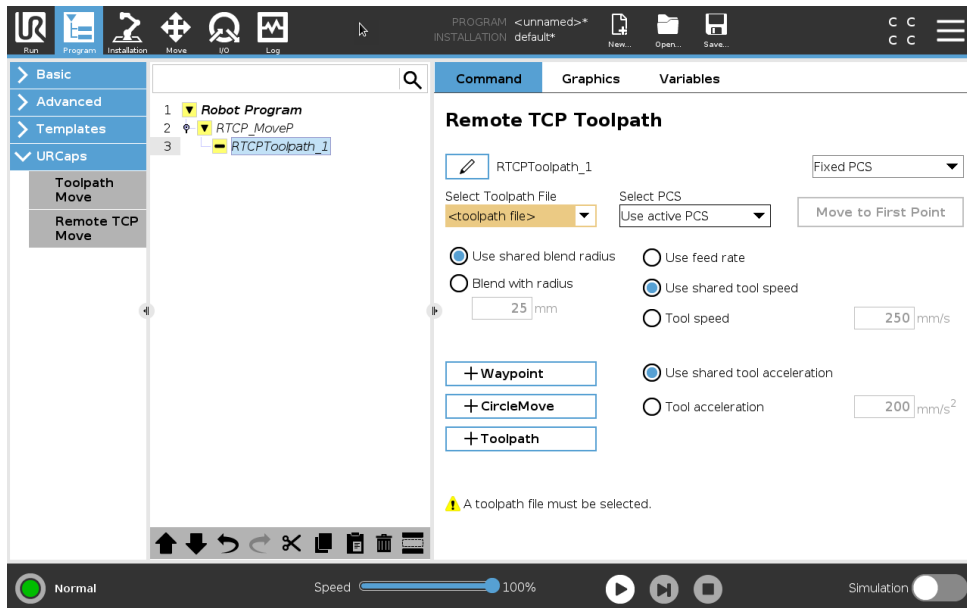 PROGRAM <unnamed>*
INSTALLATION default*
UR
Run
Program
Installation
Move
I/O
Log
New...
Open...
Save...
C C
C C
Basic
Advanced
Templates
URCaps
Toolpath
Move
Remote TCP
Move
1 Robot Program
2 RTCP_MoveP
3 RTCPToolpath_1
Command Graphics Variables
Remote TCP Toolpath
RTCPToolpath_1
Fixed PCS
Select Toolpath File
Select PCS
<toolpath file>
Use active PCS
Move to First Point
Use shared blend radius
Blend with radius
25 mm
Use feed rate
Use shared tool speed
Tool speed 250 mm/s
+ Waypoint
+ CircleMove
+ Toolpath
Use shared tool acceleration
Tool acceleration 200 mm/s²
A toolpath file must be selected.
Normal
Speed 100%
Simulation